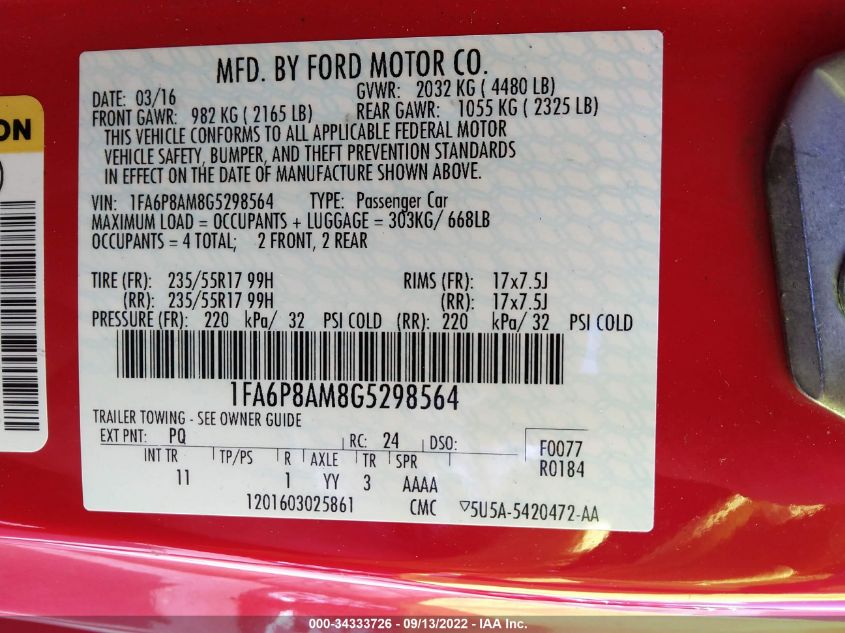 ON
MFD. BY FORD MOTOR CO.
DATE: 03/16 GVWR: 2032 KG ( 4480 LB)
FRONT GAWR: 982 KG ( 2165 LB) REAR GAWR: 1055 KG ( 2325 LB)
THIS VEHICLE CONFORMS TO ALL APPLICABLE FEDERAL MOTOR
VEHICLE SAFETY, BUMPER, AND THEFT PREVENTION STANDARDS
IN EFFECT ON THE DATE OF MANUFACTURE SHOWN ABOVE.
VIN: 1FA6P8AM8G5298564 TYPE: Passenger Car
MAXIMUM LOAD = OCCUPANTS + LUGGAGE = 303KG/ 668LB
OCCUPANTS = 4 TOTAL; 2 FRONT, 2 REAR
TIRE (FR): 235/55R17 99H RIMS (FR): 17x7.5J
(RR): 235/55R17 99H (RR): 17x7.5J
PRESSURE (FR): 220 kPa/ 32 PSI COLD (RR): 220 kPa/ 32 PSI COLD
1FA6P8AM8G5298564
TRAILER TOWING - SEE OWNER GUIDE
EXT PNT: PQ RC: 24 DSO: F0077
INT TR TP/PS R AXLE TR SPR R0184
11 1 YY 3 AAAA
1201603025861 CMC ▽5U5A-5420472-AA
000-34333726 - 09/13/2022 - IAA Inc.